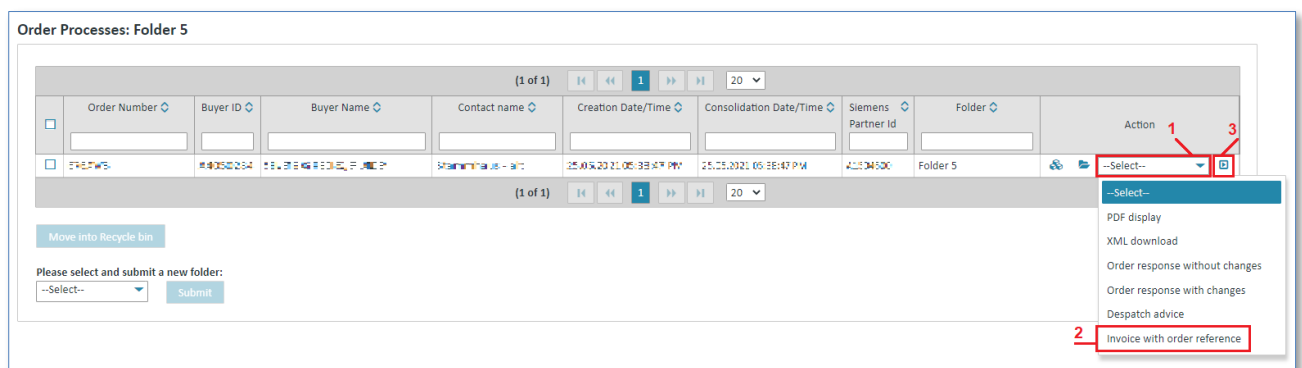 Order Processes: Folder 5
(1 of 1) 1 20
Order Number Buyer ID Buyer Name Contact name Creation Date/Time Consolidation Date/Time Siemens Partner Id Folder Action 1 3
Folder 5 --Select--
(1 of 1) 1 20
--Select--
PDF display
XML download
Order response without changes
Order response with changes
Despatch advice
2 Invoice with order reference
Move into Recycle bin
Please select and submit a new folder:
--Select-- Submit